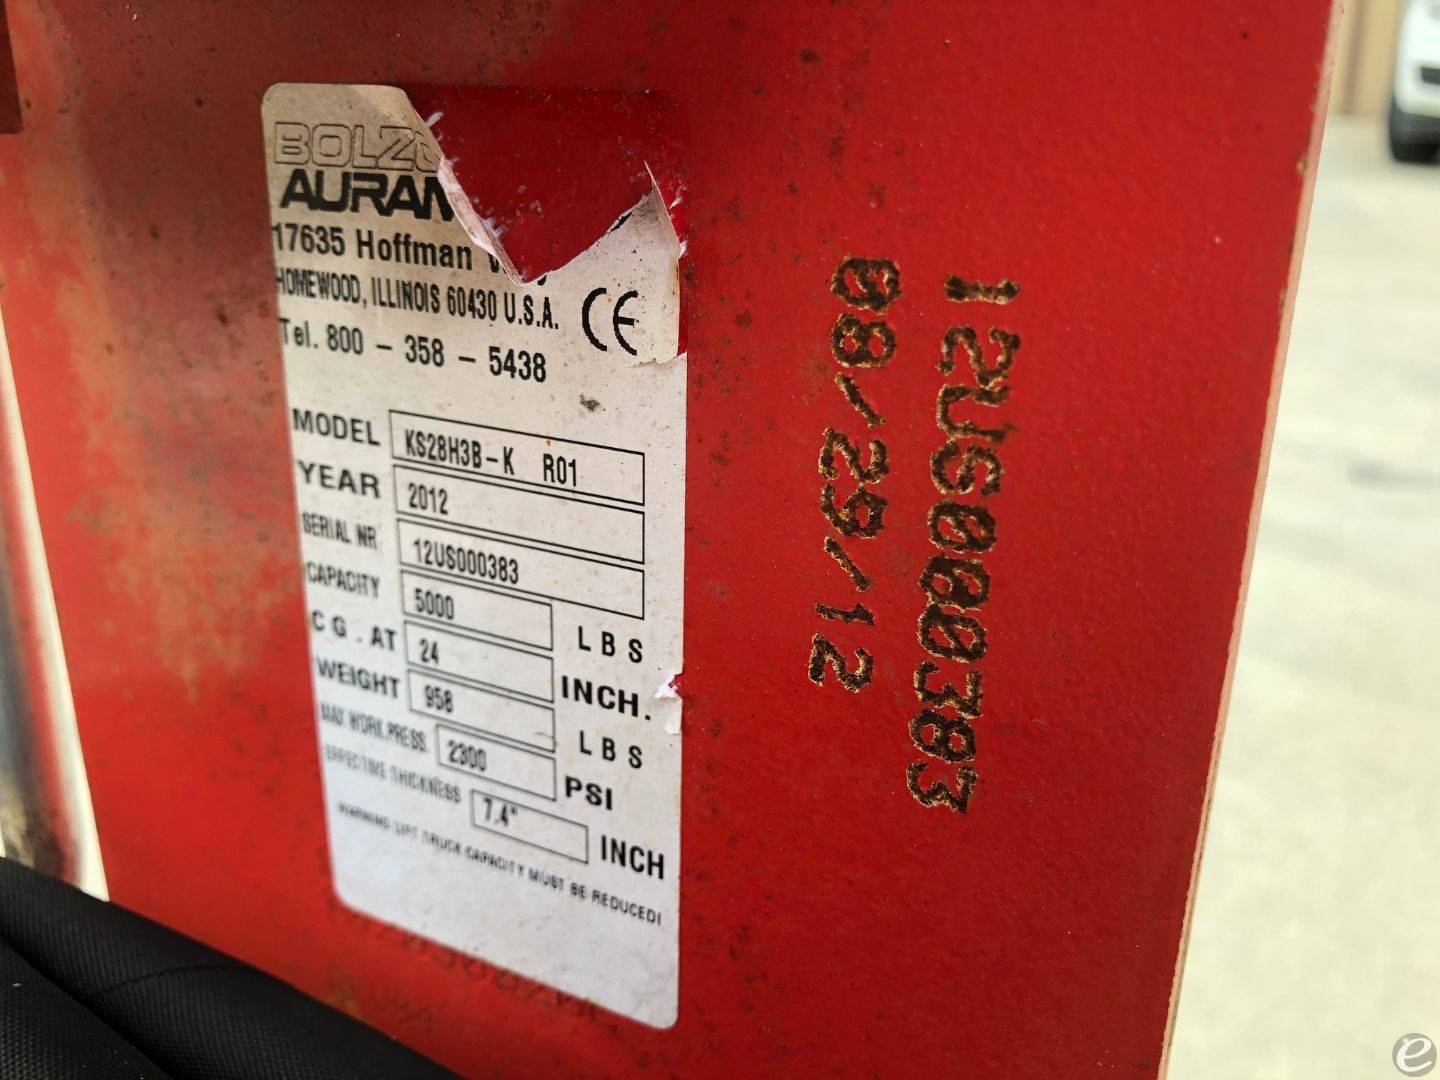 BOLZ
AURAM
17635 Hoffman
HOMEWOOD, ILLINOIS 60430 U.S.A.
CE
Tel. 800 - 358 - 5438
MODEL KS28H3B-K R01
YEAR 2012
SERIAL NR 12US000383
CAPACITY 5000 LBS
C G . AT 24 INCH.
WEIGHT 958 LBS
MAX WORK.PRESS. 2300 PSI
EFFECTIVE THICKNESS 7.4" INCH
WARNING LIFT TRUCK CAPACITY MUST BE REDUCED!
12US000383
08/29/12
e